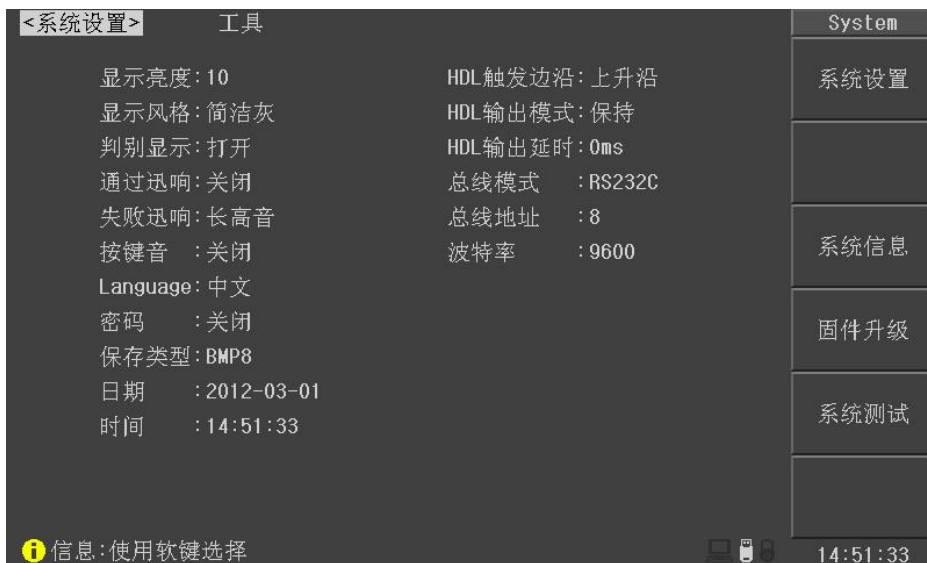 <系统设置> 工具
显示亮度:10
显示风格:简洁灰
判别显示:打开
通过迅响:关闭
失败迅响:长高音
按键音 :关闭
Language:中文
密码 :关闭
保存类型:BMP8
日期 :2012-03-01
时间 :14:51:33
HDL触发边沿:上升沿
HDL输出模式:保持
HDL输出延时:0ms
总线模式 :RS232C
总线地址 :8
波特率 :9600
System
系统设置
系统信息
固件升级
系统测试
信息:使用软键选择
14:51:33